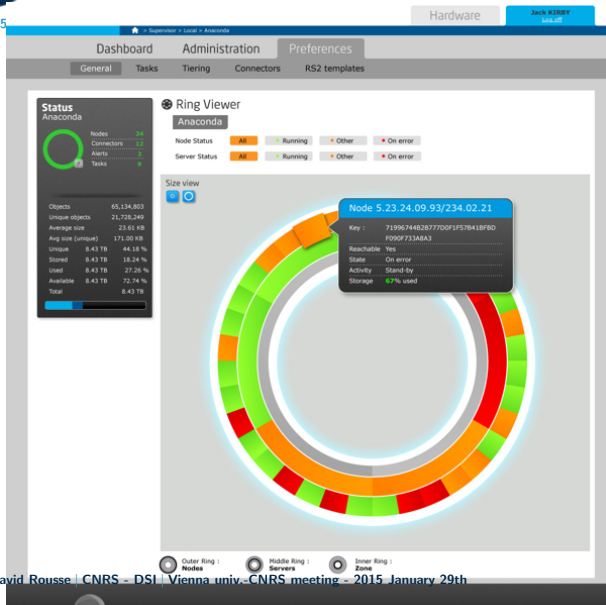 Hardware
Jack KIRBY
Log off
5
> Supervisor > Local > Anaconda
Dashboard Administration Preferences
General Tasks Tiering Connectors RS2 templates
Status
Anaconda
Nodes 24
Connectors 12
Alerts 3
Tasks 9
Objects 65,134,803
Unique objects 21,728,249
Average size 23.61 KB
Avg size (unique) 171.00 KB
Unique 8.43 TB 44.18 %
Stored 8.43 TB 18.24 %
Used 8.43 TB 27.26 %
Available 8.43 TB 72.74 %
Total 8.43 TB
Ring Viewer
Anaconda
Node Status All Running Other On error
Server Status All Running Other On error
Size view
Node 5.23.24.09.93/234.02.21
Key : 71996744B2B777D0F1F57B41BFBD
F090F733A8A3
Reachable Yes
State On error
Activity Stand-by
Storage 67% used
Outer Ring :
Nodes
Middle Ring :
Servers
Inner Ring :
Zone
avid Rousse | CNRS - DSI | Vienna univ.-CNRS meeting - 2015 January 29th